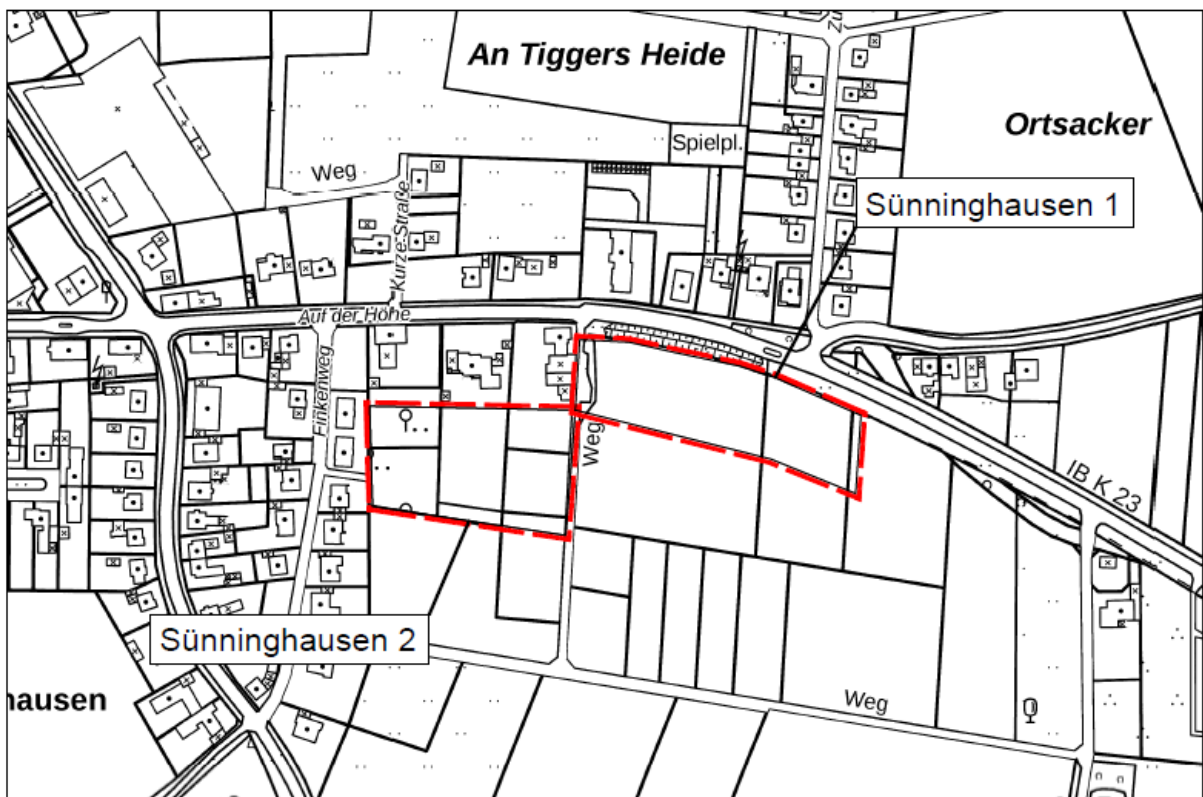 An Tiggers Heide
Ortsacker
Spielpl.
Weg
Kurze Straße
Sünninghausen 1
Auf der Höhe
Finkenweg
Weg
IB K 23
Sünninghausen 2
hausen
Weg